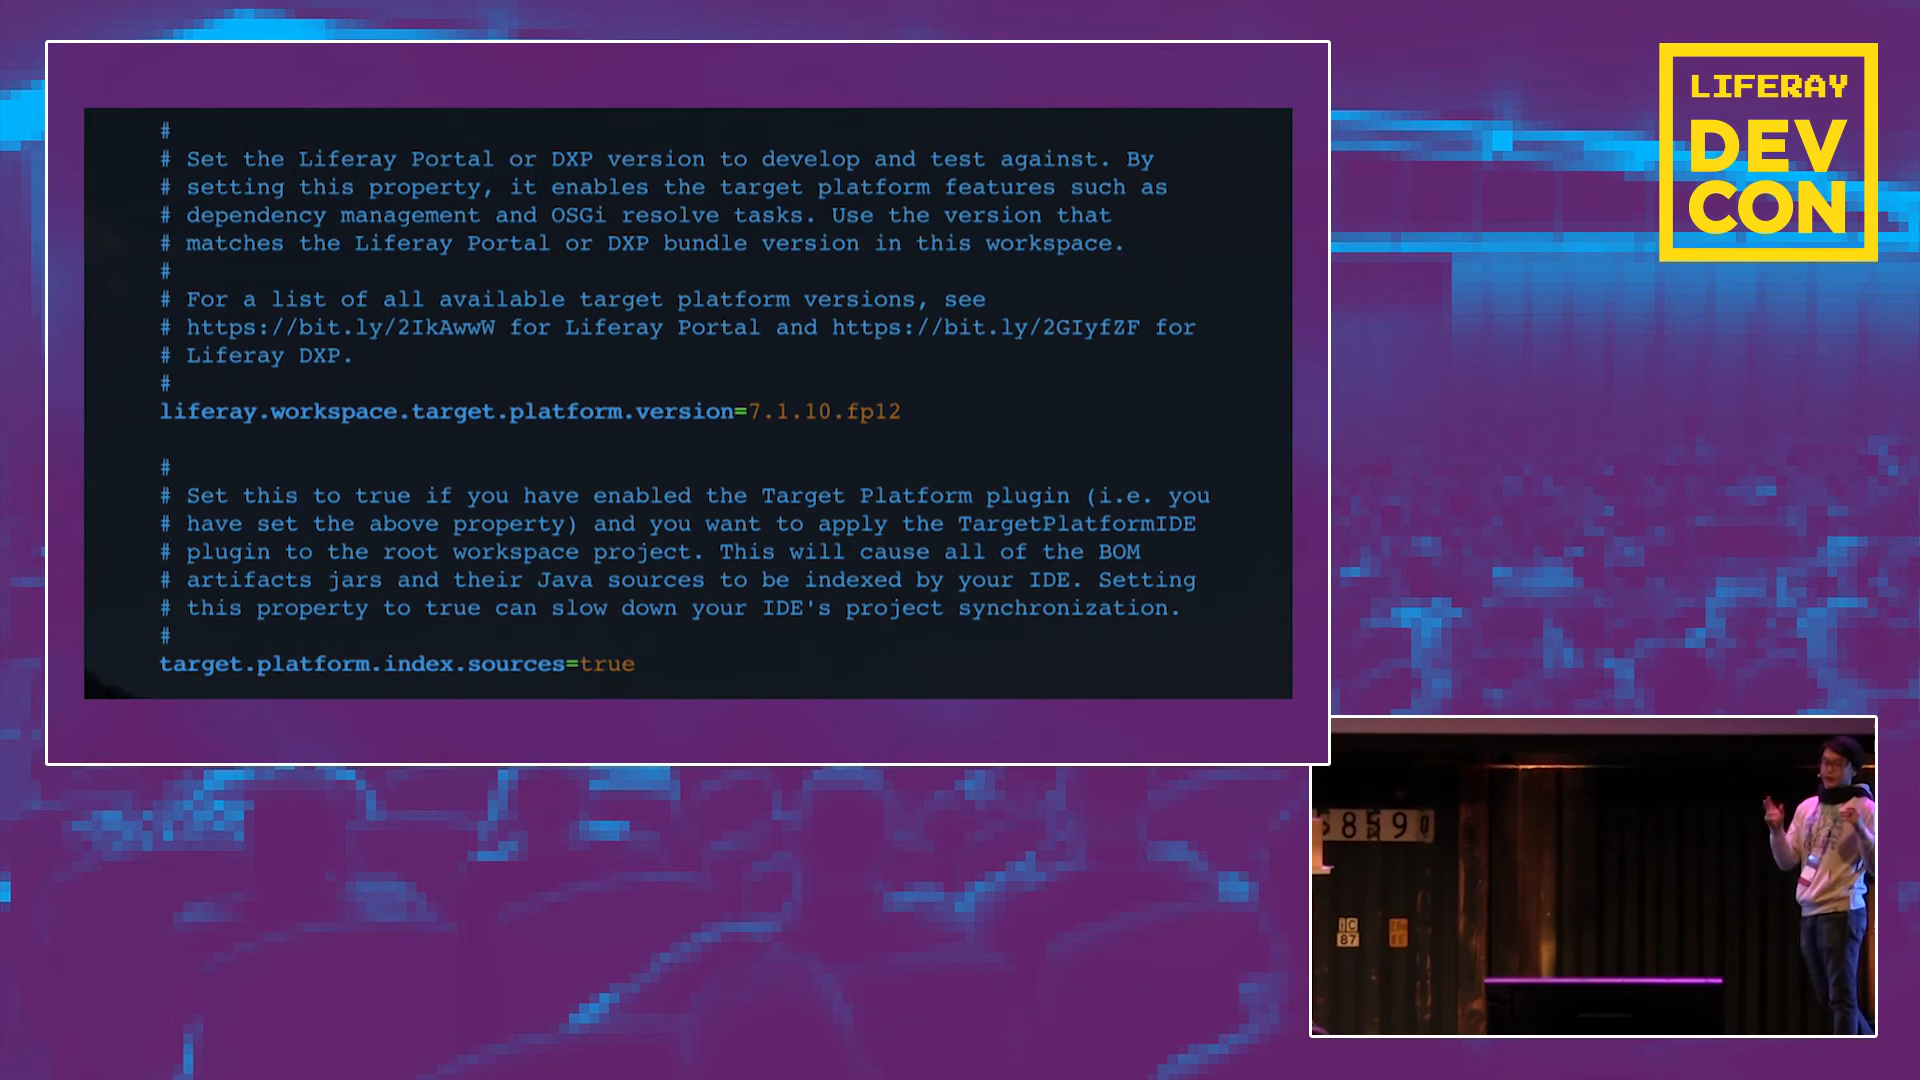 #
# Set the Liferay Portal or DXP version to develop and test against. By
# setting this property, it enables the target platform features such as
# dependency management and OSGi resolve tasks. Use the version that
# matches the Liferay Portal or DXP bundle version in this workspace.
#
# For a list of all available target platform versions, see
# https://bit.ly/2IkAwwW for Liferay Portal and https://bit.ly/2GIyfZF for
# Liferay DXP.
#
liferay.workspace.target.platform.version=7.1.10.fp12
#
# Set this to true if you have enabled the Target Platform plugin (i.e. you
# have set the above property) and you want to apply the TargetPlatformIDE
# plugin to the root workspace project. This will cause all of the BOM
# artifacts jars and their Java sources to be indexed by your IDE. Setting
# this property to true can slow down your IDE's project synchronization.
#
target.platform.index.sources=true
LIFERAY
DEV
CON
87